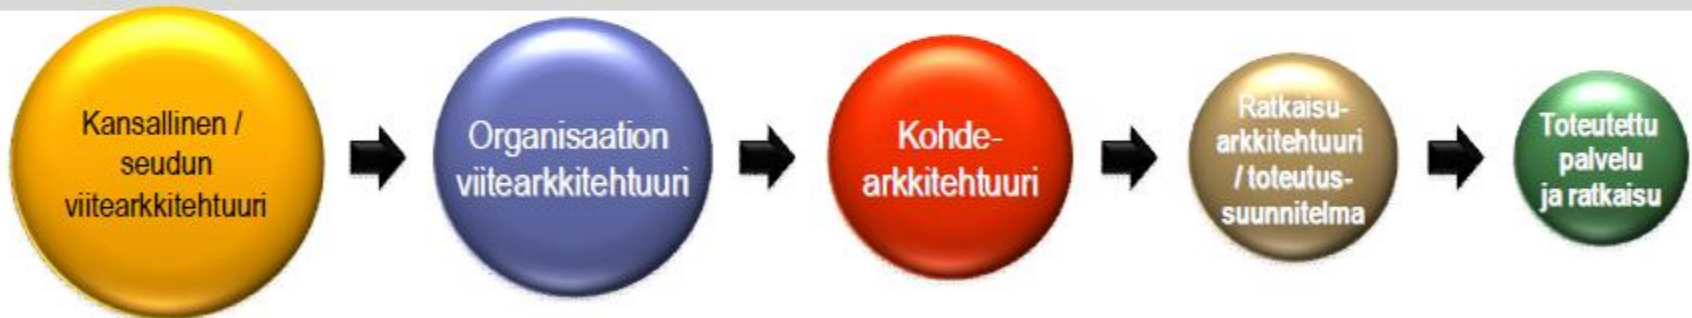 Kansallinen /
seudun
viitearkkitehtuuri
Organisaation
viitearkkitehtuuri
Kohde-
arkkitehtuuri
Ratkaisu-
arkkitehtuuri
/ toteutus-
suunnitelma
Toteutettu
palvelu
ja ratkaisu